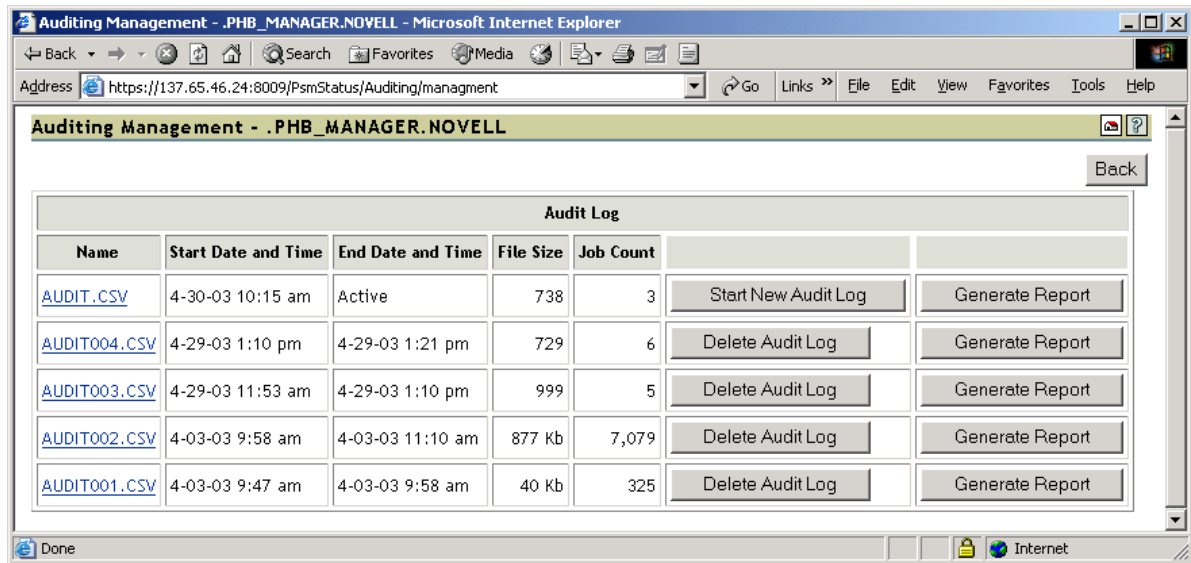 Auditing Management - .PHB_MANAGER.NOVELL - Microsoft Internet Explorer
Back Search Favorites Media
Address https://137.65.46.24:8009/PsmStatus/Auditing/managment Go Links » File Edit View Favorites Tools Help
Auditing Management - .PHB_MANAGER.NOVELL ?
Back
Audit Log
Name Start Date and Time End Date and Time File Size Job Count
AUDIT.CSV 4-30-03 10:15 am Active 738 3 Start New Audit Log Generate Report
AUDIT004.CSV 4-29-03 1:10 pm 4-29-03 1:21 pm 729 6 Delete Audit Log Generate Report
AUDIT003.CSV 4-29-03 11:53 am 4-29-03 1:10 pm 999 5 Delete Audit Log Generate Report
AUDIT002.CSV 4-03-03 9:58 am 4-03-03 11:10 am 877 Kb 7,079 Delete Audit Log Generate Report
AUDIT001.CSV 4-03-03 9:47 am 4-03-03 9:58 am 40 Kb 325 Delete Audit Log Generate Report
Done Internet